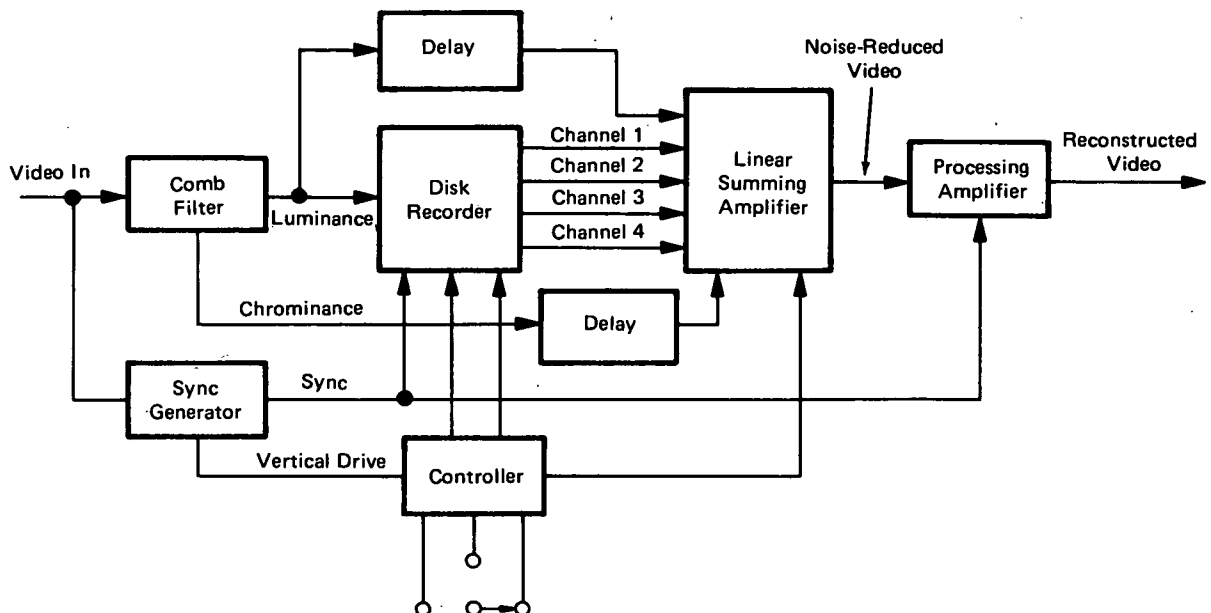 Delay
Noise-Reduced
Video
Channel 1
Channel 2
Channel 3
Channel 4
Video In
Comb
Filter
Luminance
Disk
Recorder
Linear
Summing
Amplifier
Processing
Amplifier
Reconstructed
Video
Chrominance
Delay
Sync
Generator
Sync
Vertical Drive
Controller